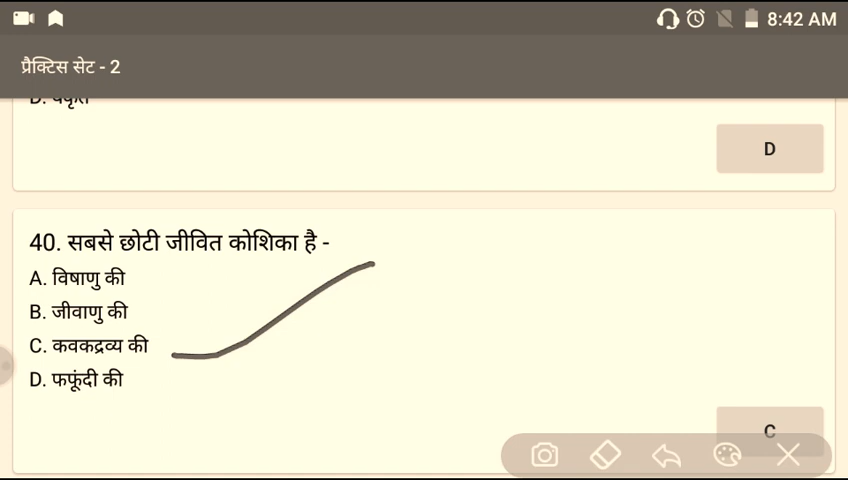 8:42 AM
प्रैक्टिस सेट - 2
D
40. सबसे छोटी जीवित कोशिका है -
A. विषाणु की
B. जीवाणु की
C. कवकद्रव्य की
D. फफूंदी की
C